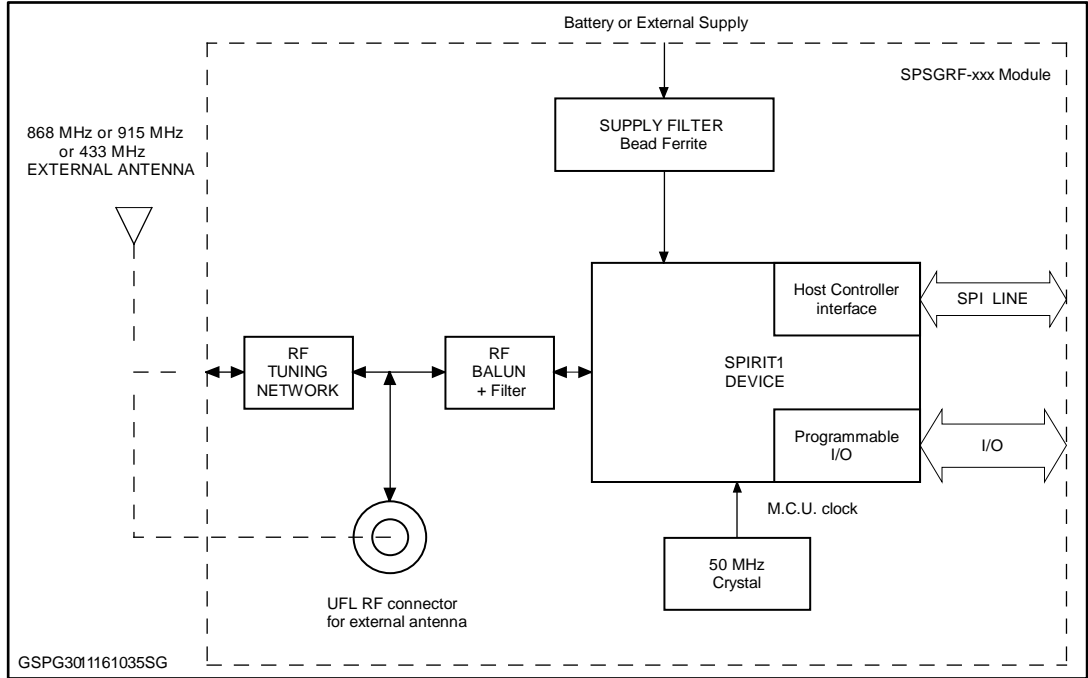 Battery or External Supply
SPSGRF-xxx Module
SUPPLY FILTER
Bead Ferrite
868 MHz or 915 MHz
or 433 MHz
EXTERNAL ANTENNA
Host Controller
interface
SPI LINE
RF
TUNING
NETWORK
RF
BALUN
+ Filter
SPIRIT1
DEVICE
Programmable
I/O
I/O
M.C.U. clock
50 MHz
Crystal
UFL RF connector
for external antenna
GSPG3011161035SG